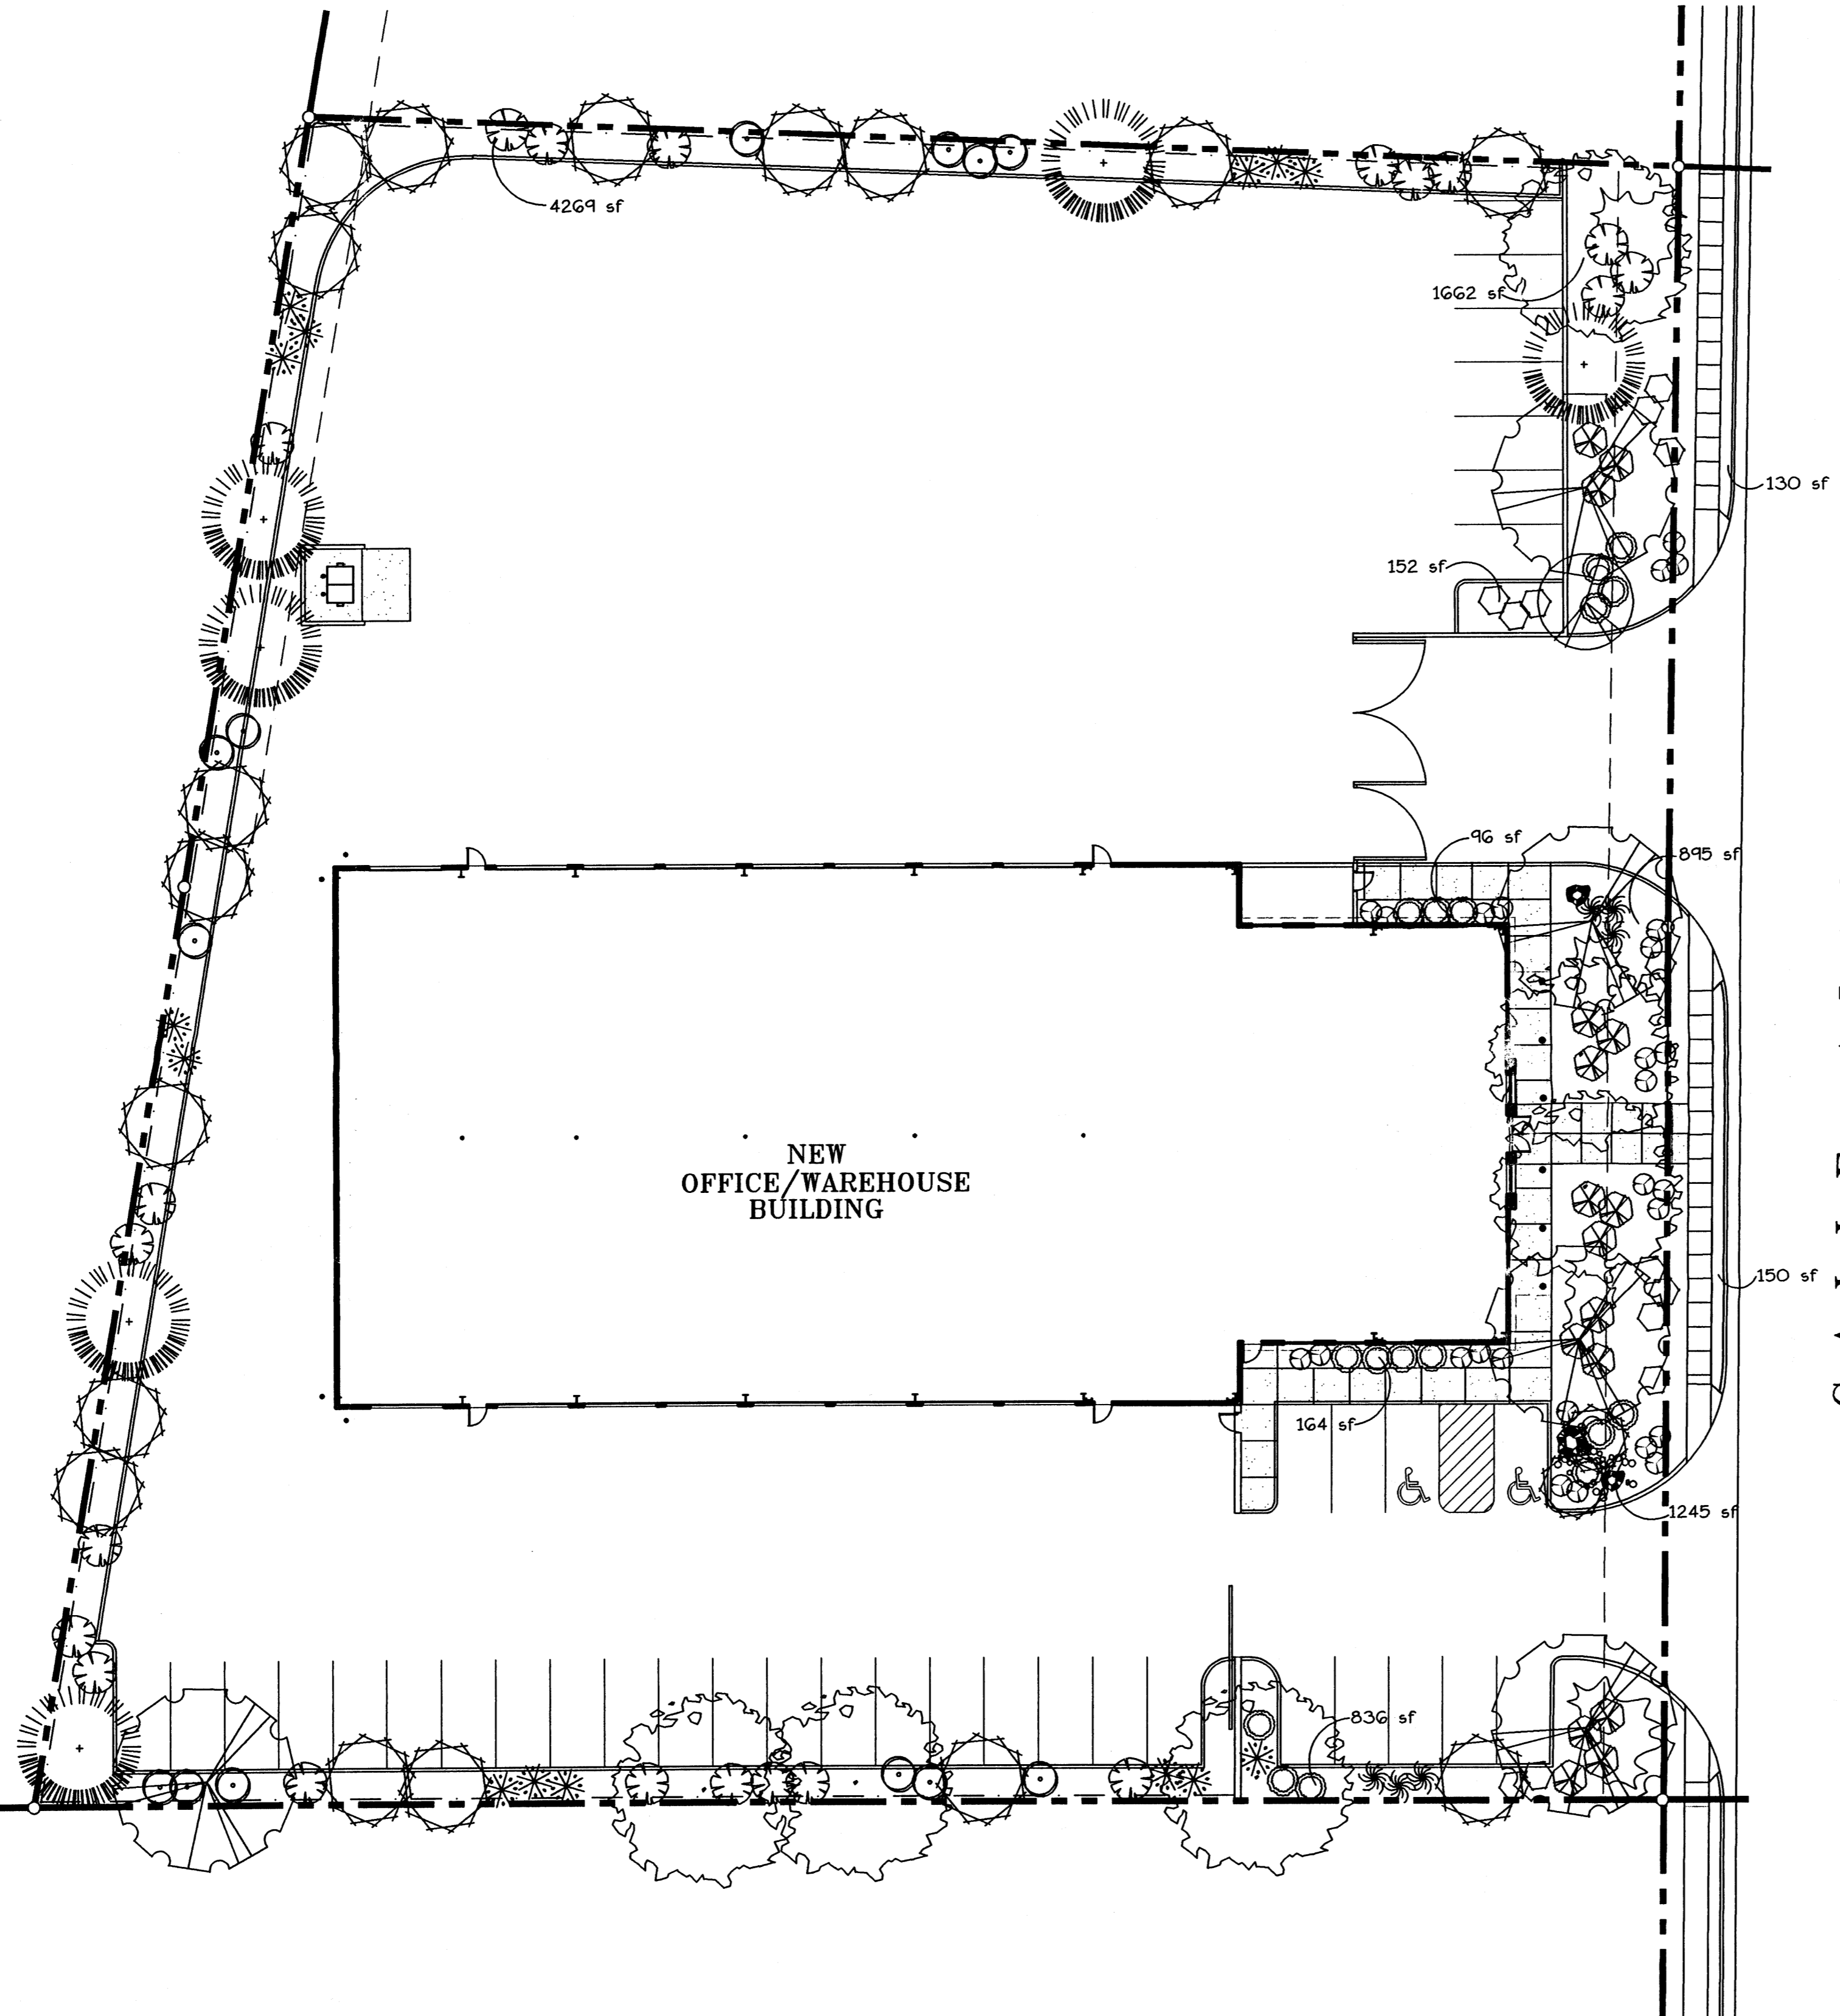 4269 sf
1662 sf
130 sf
152 sf
96 sf
895 sf
NEW
OFFICE/WAREHOUSE
BUILDING
150 sf
164 sf
1245 sf
836 sf